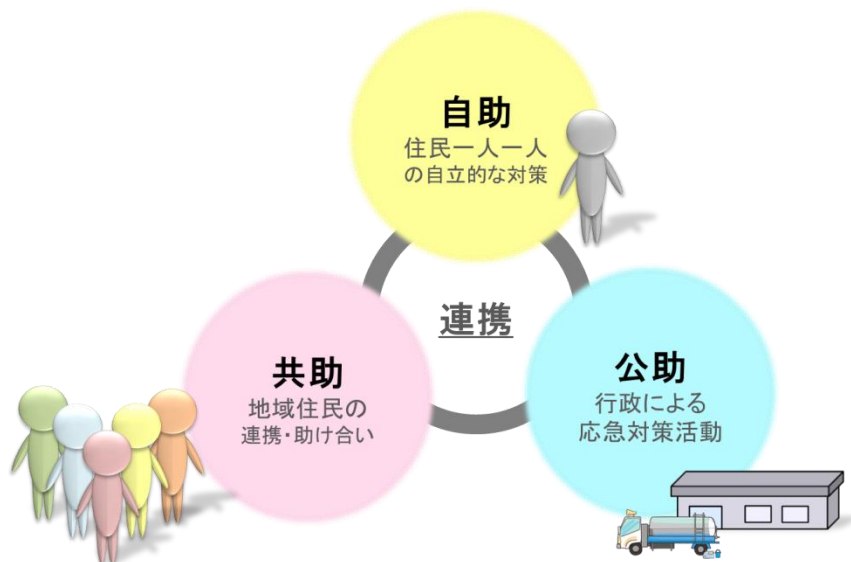 自助
住民一人一人
の自立的な対策
連携
共助
地域住民の
連携・助け合い
公助
行政による
応急対策活動